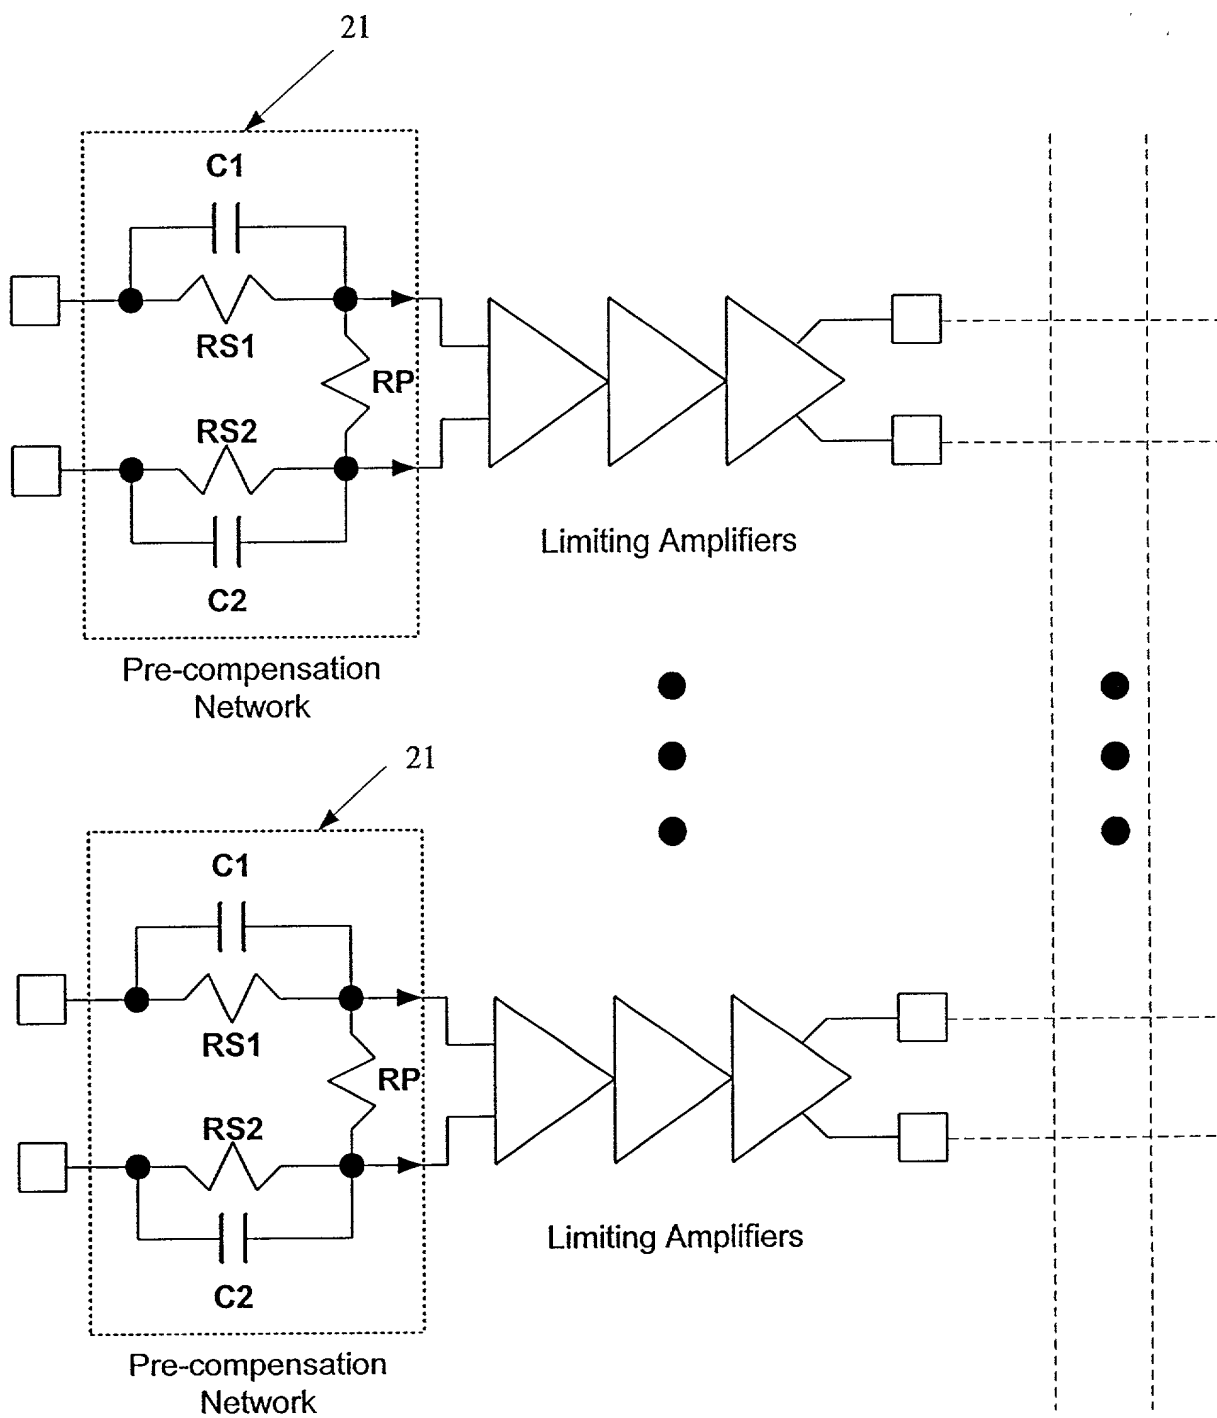 21
C1
RS1
RP
RS2
C2
Limiting Amplifiers
Pre-compensation
Network
21
C1
RS1
RP
RS2
C2
Limiting Amplifiers
Pre-compensation
Network